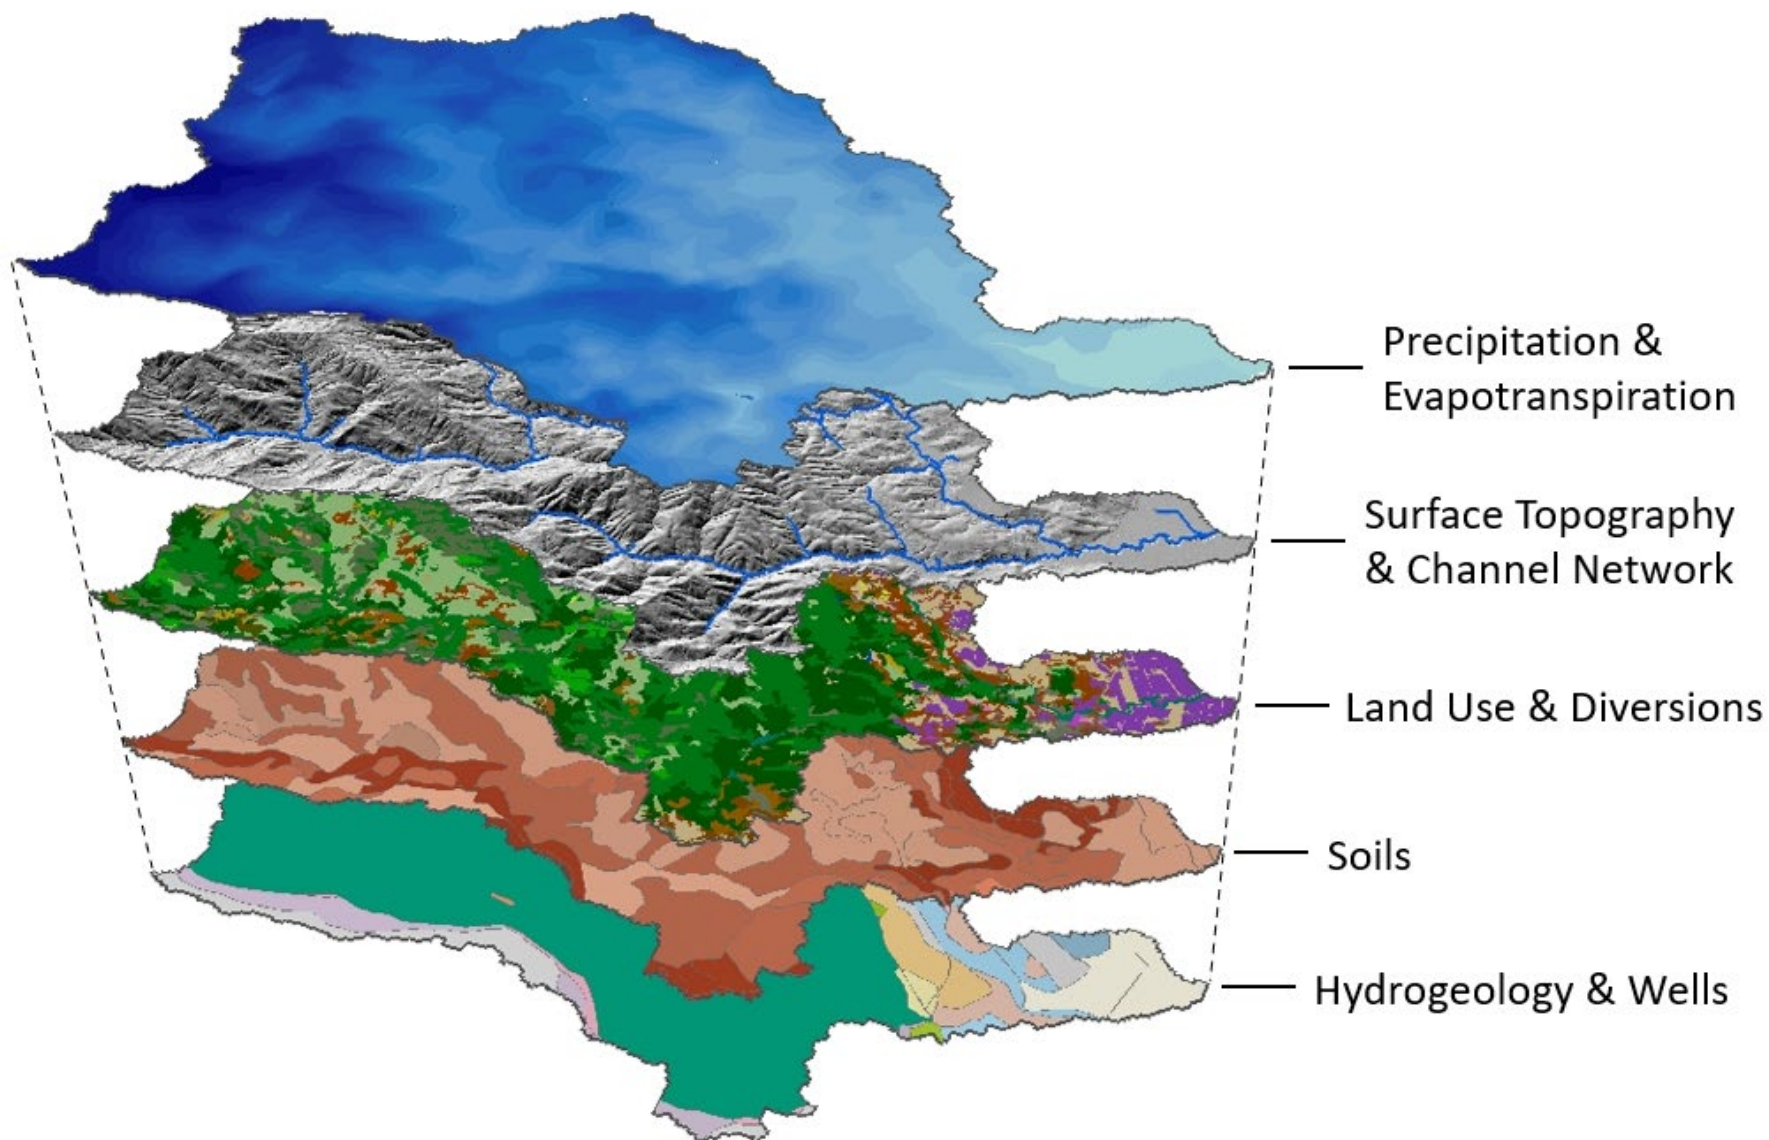 Precipitation &
Evapotranspiration
Surface Topography
& Channel Network
Land Use & Diversions
Soils
Hydrogeology & Wells